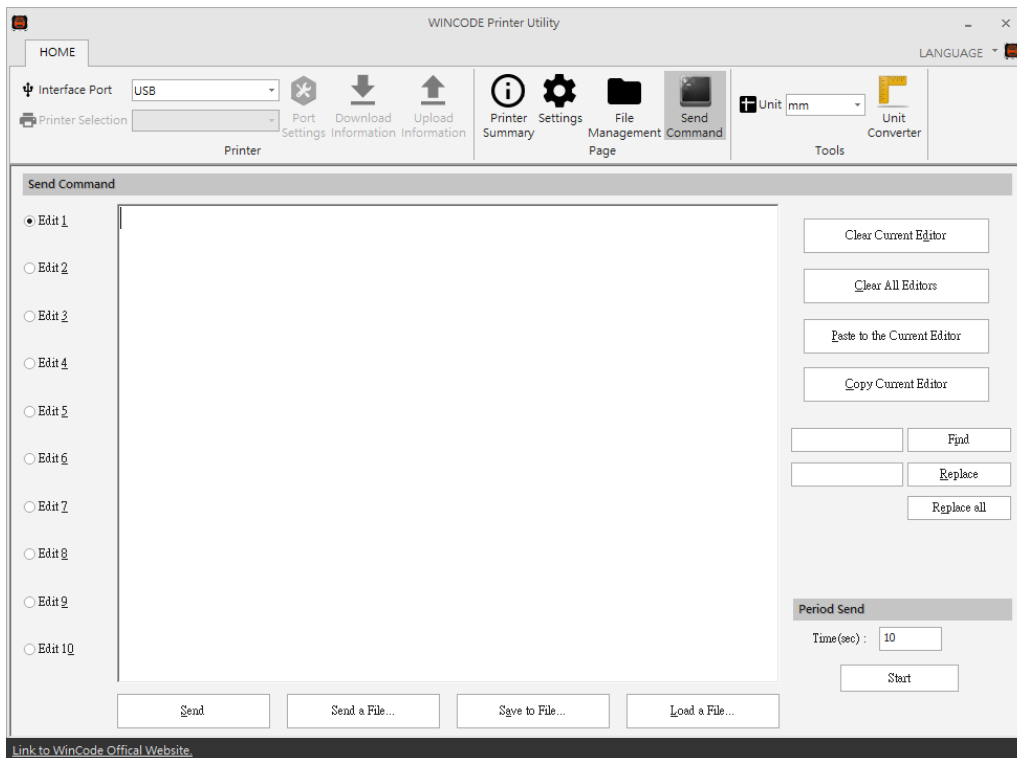 WINCODE Printer Utility
HOME
LANGUAGE
Interface Port
USB
Printer Selection
Port Settings
Download Information
Upload Information
Printer
Printer Summary
Settings
File Management
Send Command
Page
Unit
mm
Unit Converter
Tools
Send Command
Edit 1
Edit 2
Edit 3
Edit 4
Edit 5
Edit 6
Edit 7
Edit 8
Edit 9
Edit 10
Clear Current Editor
Clear All Editors
Paste to the Current Editor
Copy Current Editor
Find
Replace
Replace all
Period Send
Time(sec) :
10
Start
Send
Send a File...
Save to File...
Load a File...
Link to WinCode Offical Website.